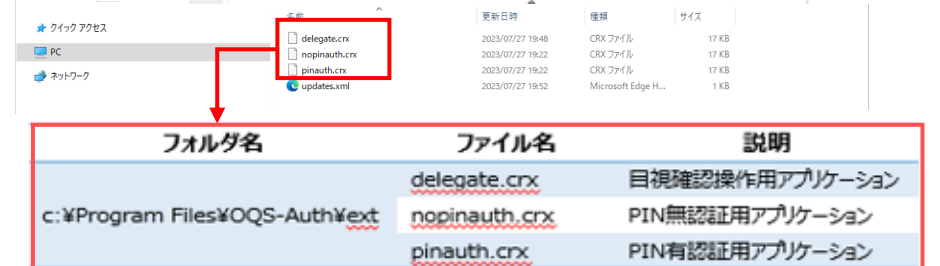 名前 更新日時 種類 サイズ
クイック アクセス
delegate.crx 2023/07/27 19:48 CRX ファイル 17 KB
PC
nopinauth.crx 2023/07/27 19:22 CRX ファイル 17 KB
pinauth.crx 2023/07/27 19:22 CRX ファイル 17 KB
ネットワーク
updates.xml 2023/07/27 19:52 Microsoft Edge H... 1 KB
フォルダ名 ファイル名 説明
delegate.crx 目視確認操作用アプリケーション
c:¥Program Files¥OQS-Auth¥ext nopinauth.crx PIN無認証用アプリケーション
pinauth.crx PIN有認証用アプリケーション